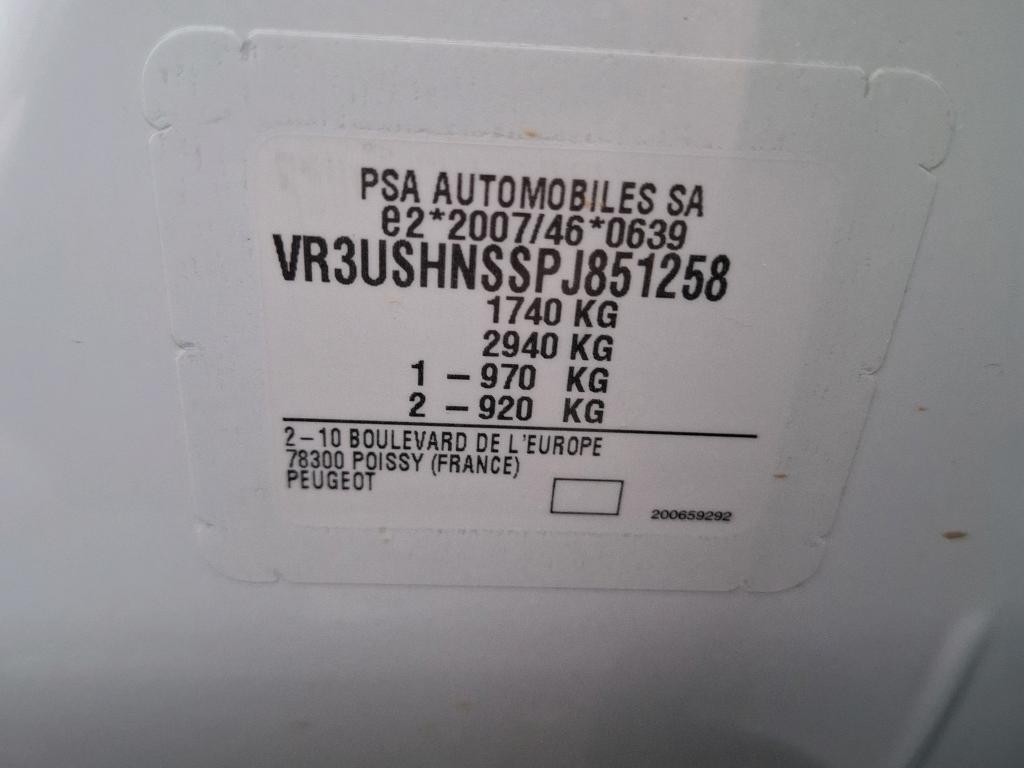 PSA AUTOMOBILES SA
e2*2007/46*0639
VR3USHNSSPJ851258
1740 KG
2940 KG
1 - 970 KG
2 - 920 KG
2-10 BOULEVARD DE L'EUROPE
78300 POISSY (FRANCE)
PEUGEOT
200659292